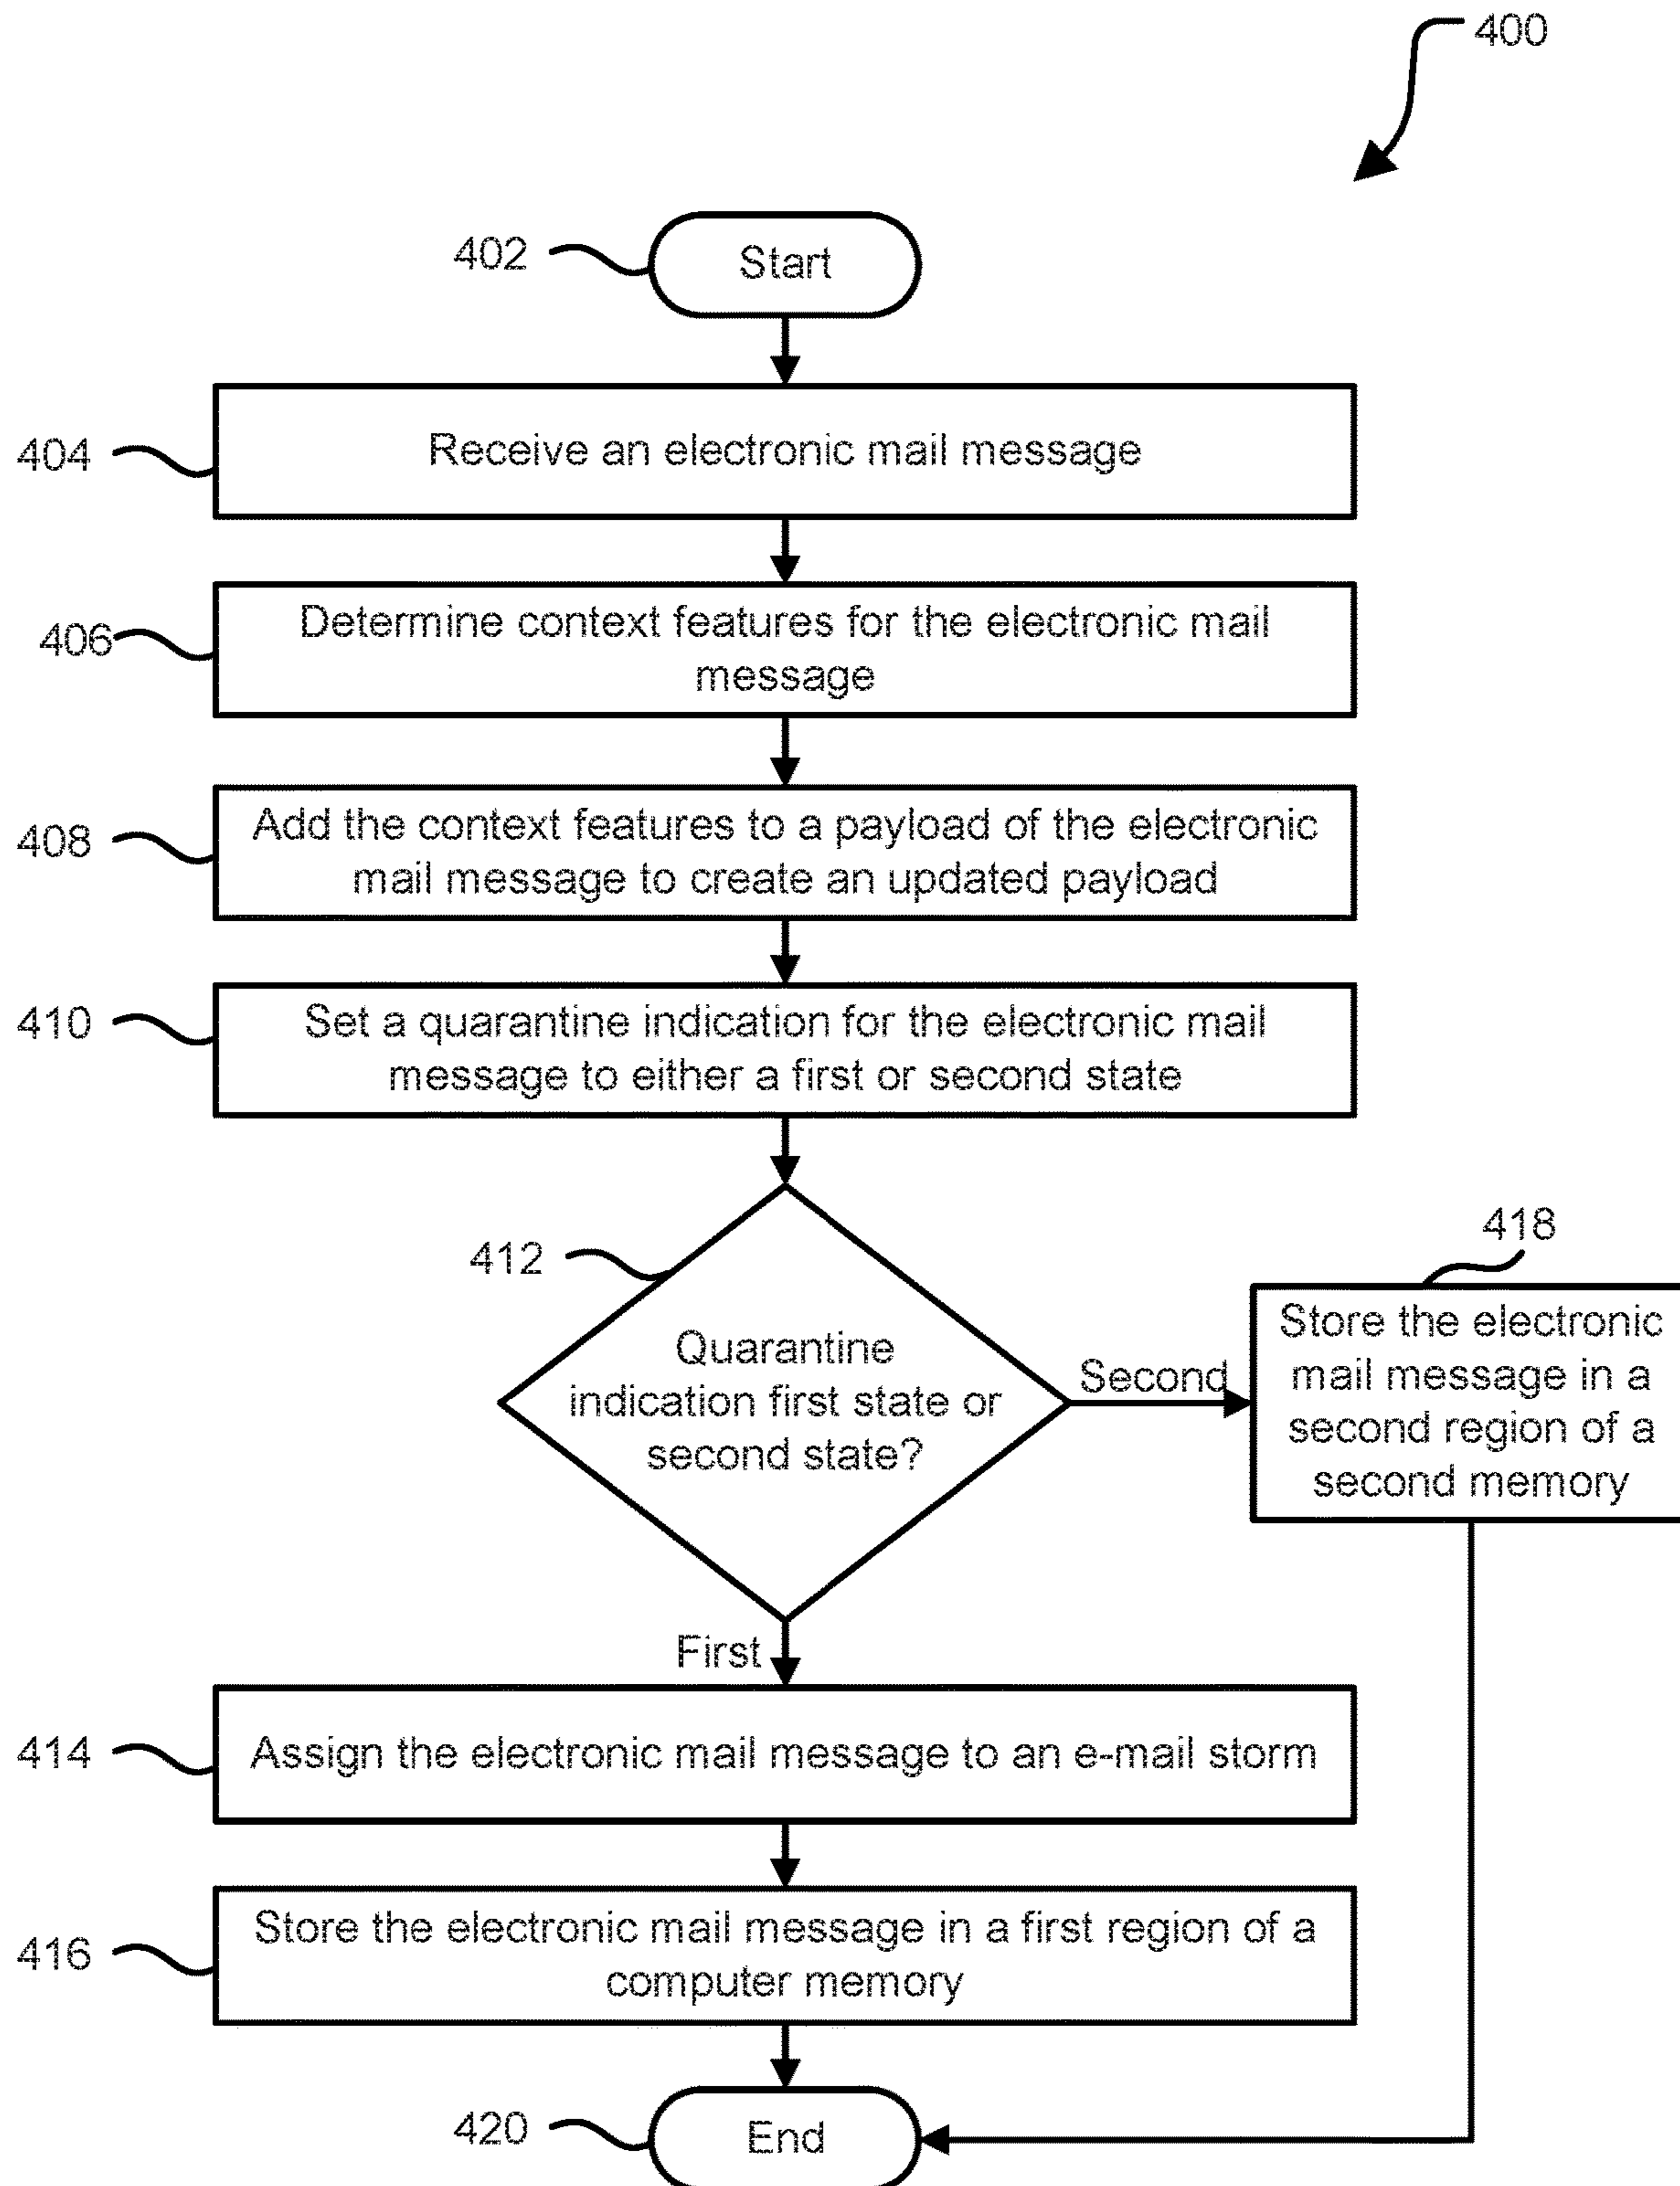 400
402
Start
404
Receive an electronic mail message
406
Determine context features for the electronic mail
message
408
Add the context features to a payload of the electronic
mail message to create an updated payload
410
Set a quarantine indication for the electronic mail
message to either a first or second state
412
Quarantine
indication first state or
second state?
Second
418
Store the electronic
mail message in a
second region of a
second memory
First
414
Assign the electronic mail message to an e-mail storm
416
Store the electronic mail message in a first region of a
computer memory
420
End